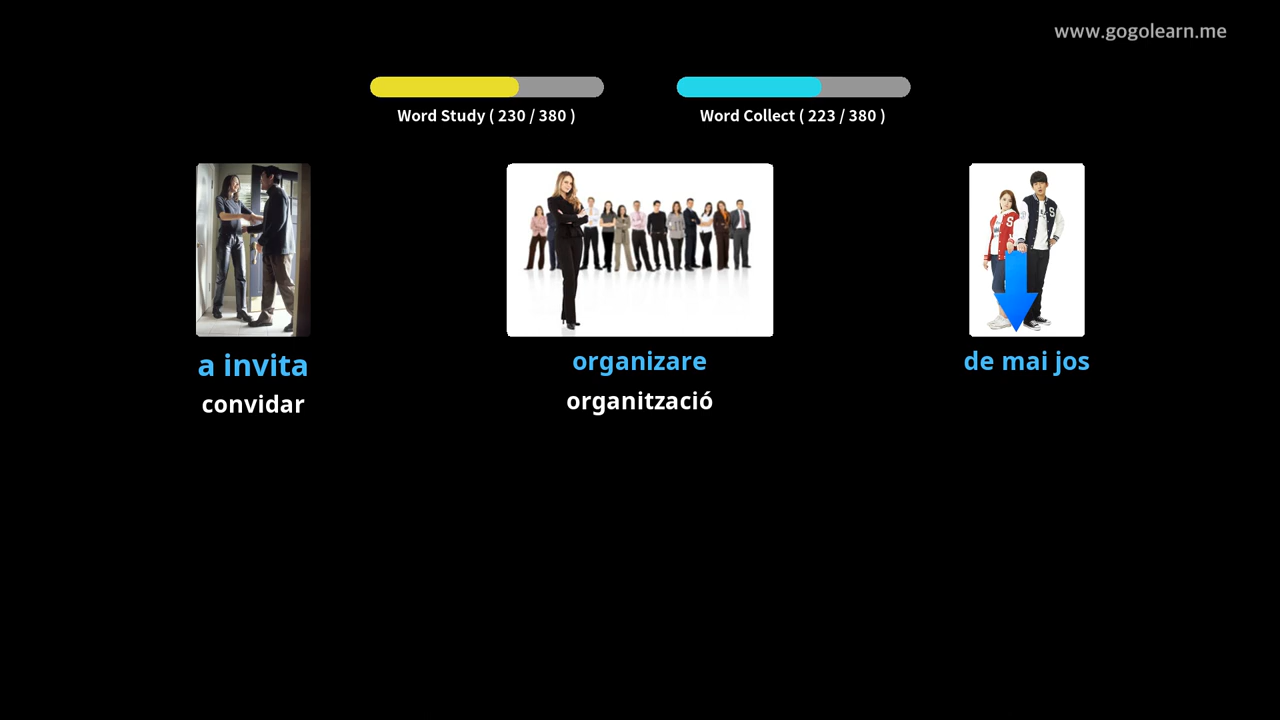 www.gogolearn.me
Word Study ( 230 / 380 )
Word Collect ( 223 / 380 )
a invita
convidar
organizare
organització
de mai jos